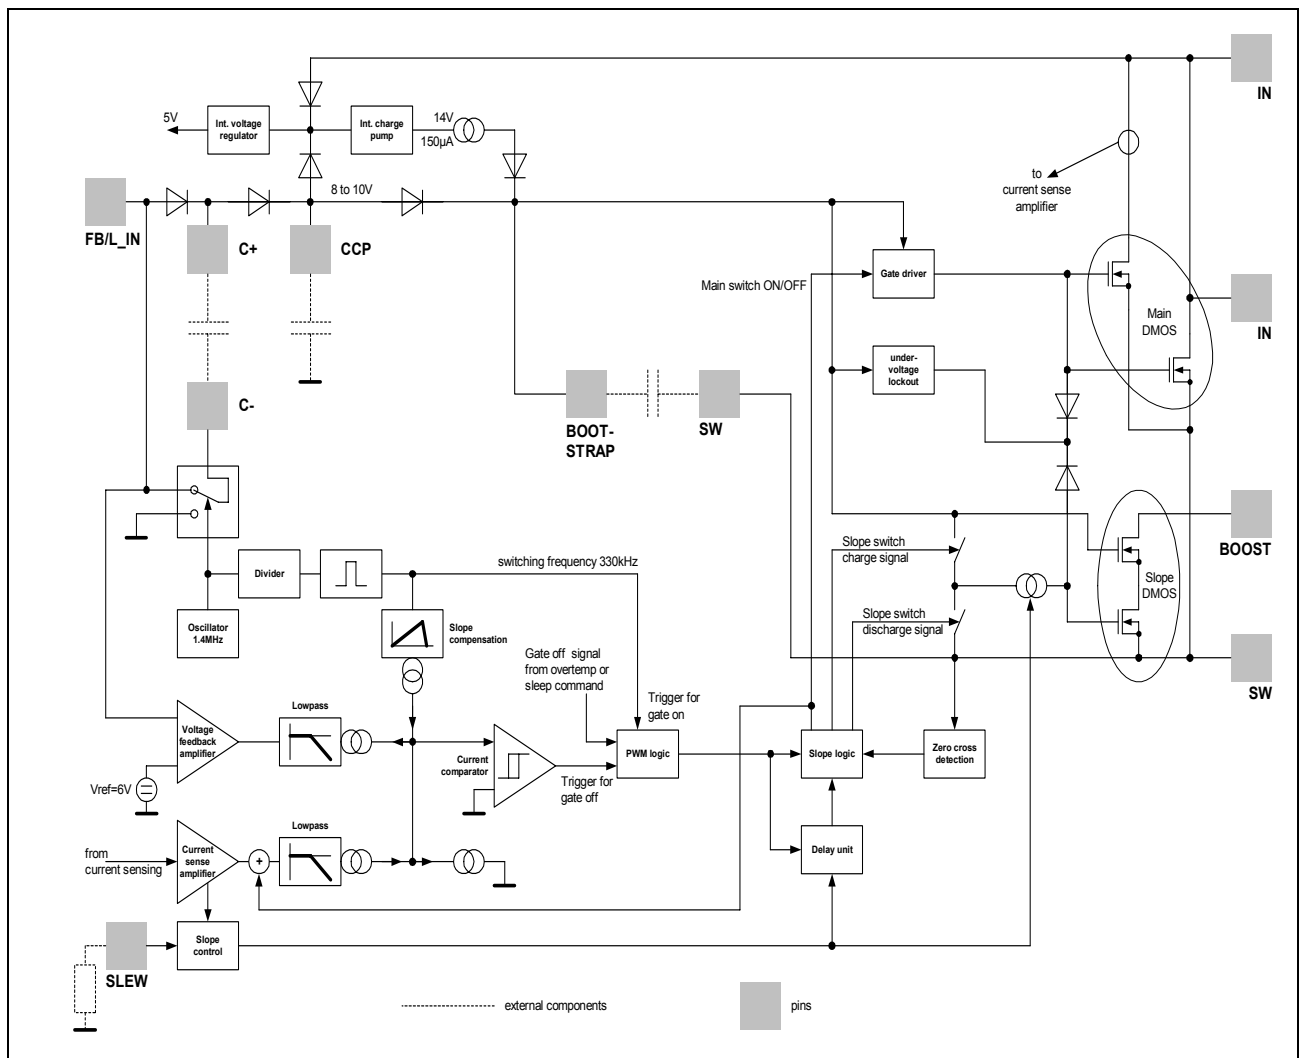 IN
5V
Int. voltage
regulator
Int. charge
pump
14V
150µA
to
current sense
amplifier
8 to 10V
FB/L_IN
C+
CCP
Main switch ON/OFF
Gate driver
Main
DMOS
IN
under-
voltage
lockout
C-
BOOT-
STRAP
SW
BOOST
Slope switch
charge signal
Slope
DMOS
switching frequency 330kHz
Divider
Oscillator
1.4MHz
Slope
compensation
Slope switch
discharge signal
Gate off signal
from overtemp or
sleep command
SW
Trigger for
gate on
Lowpass
Voltage
feedback
amplifier
Current
comparator
PWM logic
Slope logic
Zero cross
detection
Vref=6V
Trigger for
gate off
Lowpass
from
current sensing
Current
sense
amplifier
+
Delay unit
Slope
control
SLEW
external components
pins